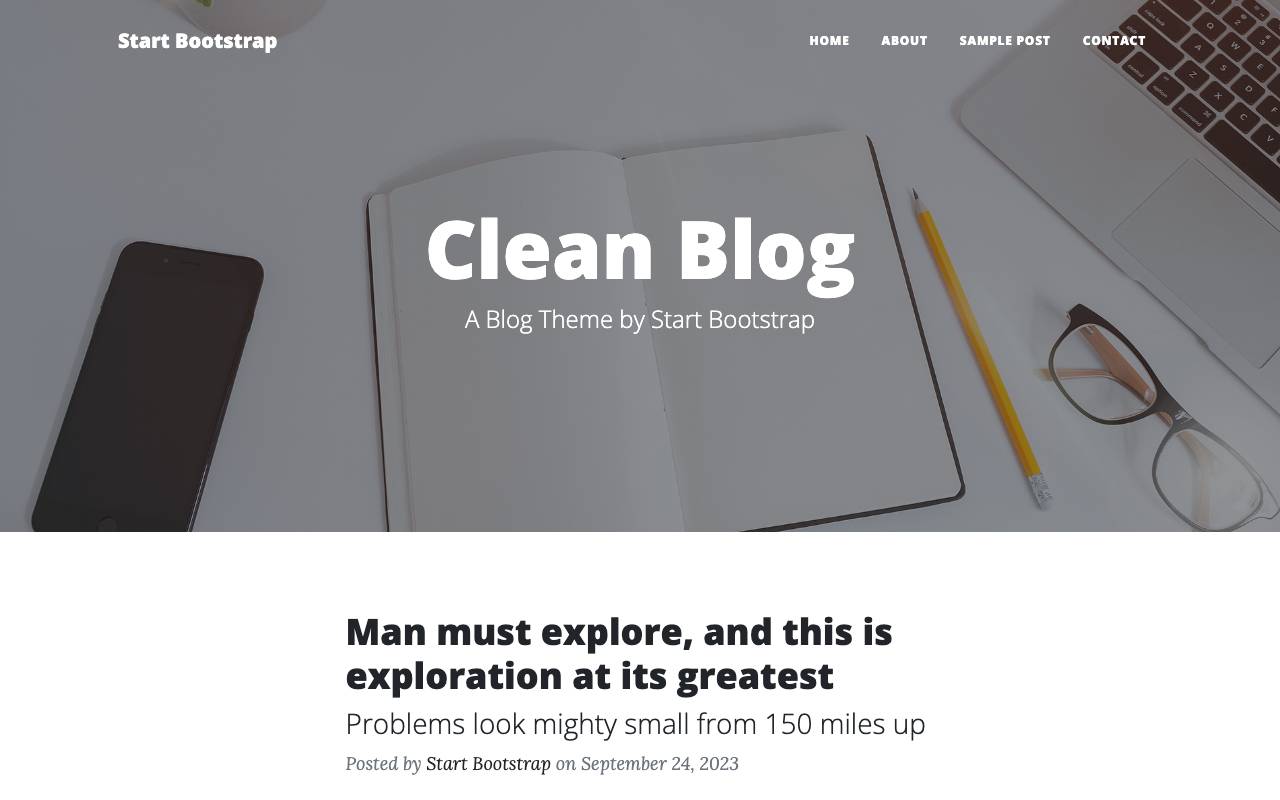 Start Bootstrap
HOME ABOUT SAMPLE POST CONTACT
Clean Blog
A Blog Theme by Start Bootstrap
Man must explore, and this is
exploration at its greatest
Problems look mighty small from 150 miles up
Posted by Start Bootstrap on September 24, 2023